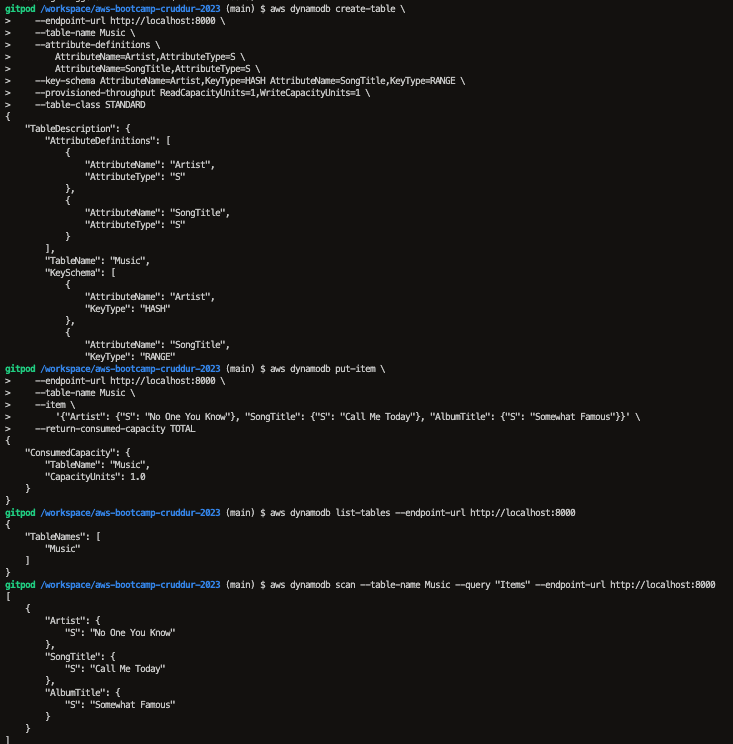 gitpod /workspace/aws-bootcamp-cruddur-2023 (main) $ aws dynamodb create-table \
>     --endpoint-url http://localhost:8000 \
>     --table-name Music \
>     --attribute-definitions \
>         AttributeName=Artist,AttributeType=S \
>         AttributeName=SongTitle,AttributeType=S \
>     --key-schema AttributeName=Artist,KeyType=HASH AttributeName=SongTitle,KeyType=RANGE \
>     --provisioned-throughput ReadCapacityUnits=1,WriteCapacityUnits=1 \
>     --table-class STANDARD
{
    "TableDescription": {
        "AttributeDefinitions": [
            {
                "AttributeName": "Artist",
                "AttributeType": "S"
            },
            {
                "AttributeName": "SongTitle",
                "AttributeType": "S"
            }
        ],
        "TableName": "Music",
        "KeySchema": [
            {
                "AttributeName": "Artist",
                "KeyType": "HASH"
            },
            {
                "AttributeName": "SongTitle",
                "KeyType": "RANGE"
gitpod /workspace/aws-bootcamp-cruddur-2023 (main) $ aws dynamodb put-item \
>     --endpoint-url http://localhost:8000 \
>     --table-name Music \
>     --item \
>         '{"Artist": {"S": "No One You Know"}, "SongTitle": {"S": "Call Me Today"}, "AlbumTitle": {"S": "Somewhat Famous"}}' \
>     --return-consumed-capacity TOTAL
{
    "ConsumedCapacity": {
        "TableName": "Music",
        "CapacityUnits": 1.0
    }
}
gitpod /workspace/aws-bootcamp-cruddur-2023 (main) $ aws dynamodb list-tables --endpoint-url http://localhost:8000
{
    "TableNames": [
        "Music"
    ]
}
gitpod /workspace/aws-bootcamp-cruddur-2023 (main) $ aws dynamodb scan --table-name Music --query "Items" --endpoint-url http://localhost:8000
[
    {
        "Artist": {
            "S": "No One You Know"
        },
        "SongTitle": {
            "S": "Call Me Today"
        },
        "AlbumTitle": {
            "S": "Somewhat Famous"
        }
    }
]